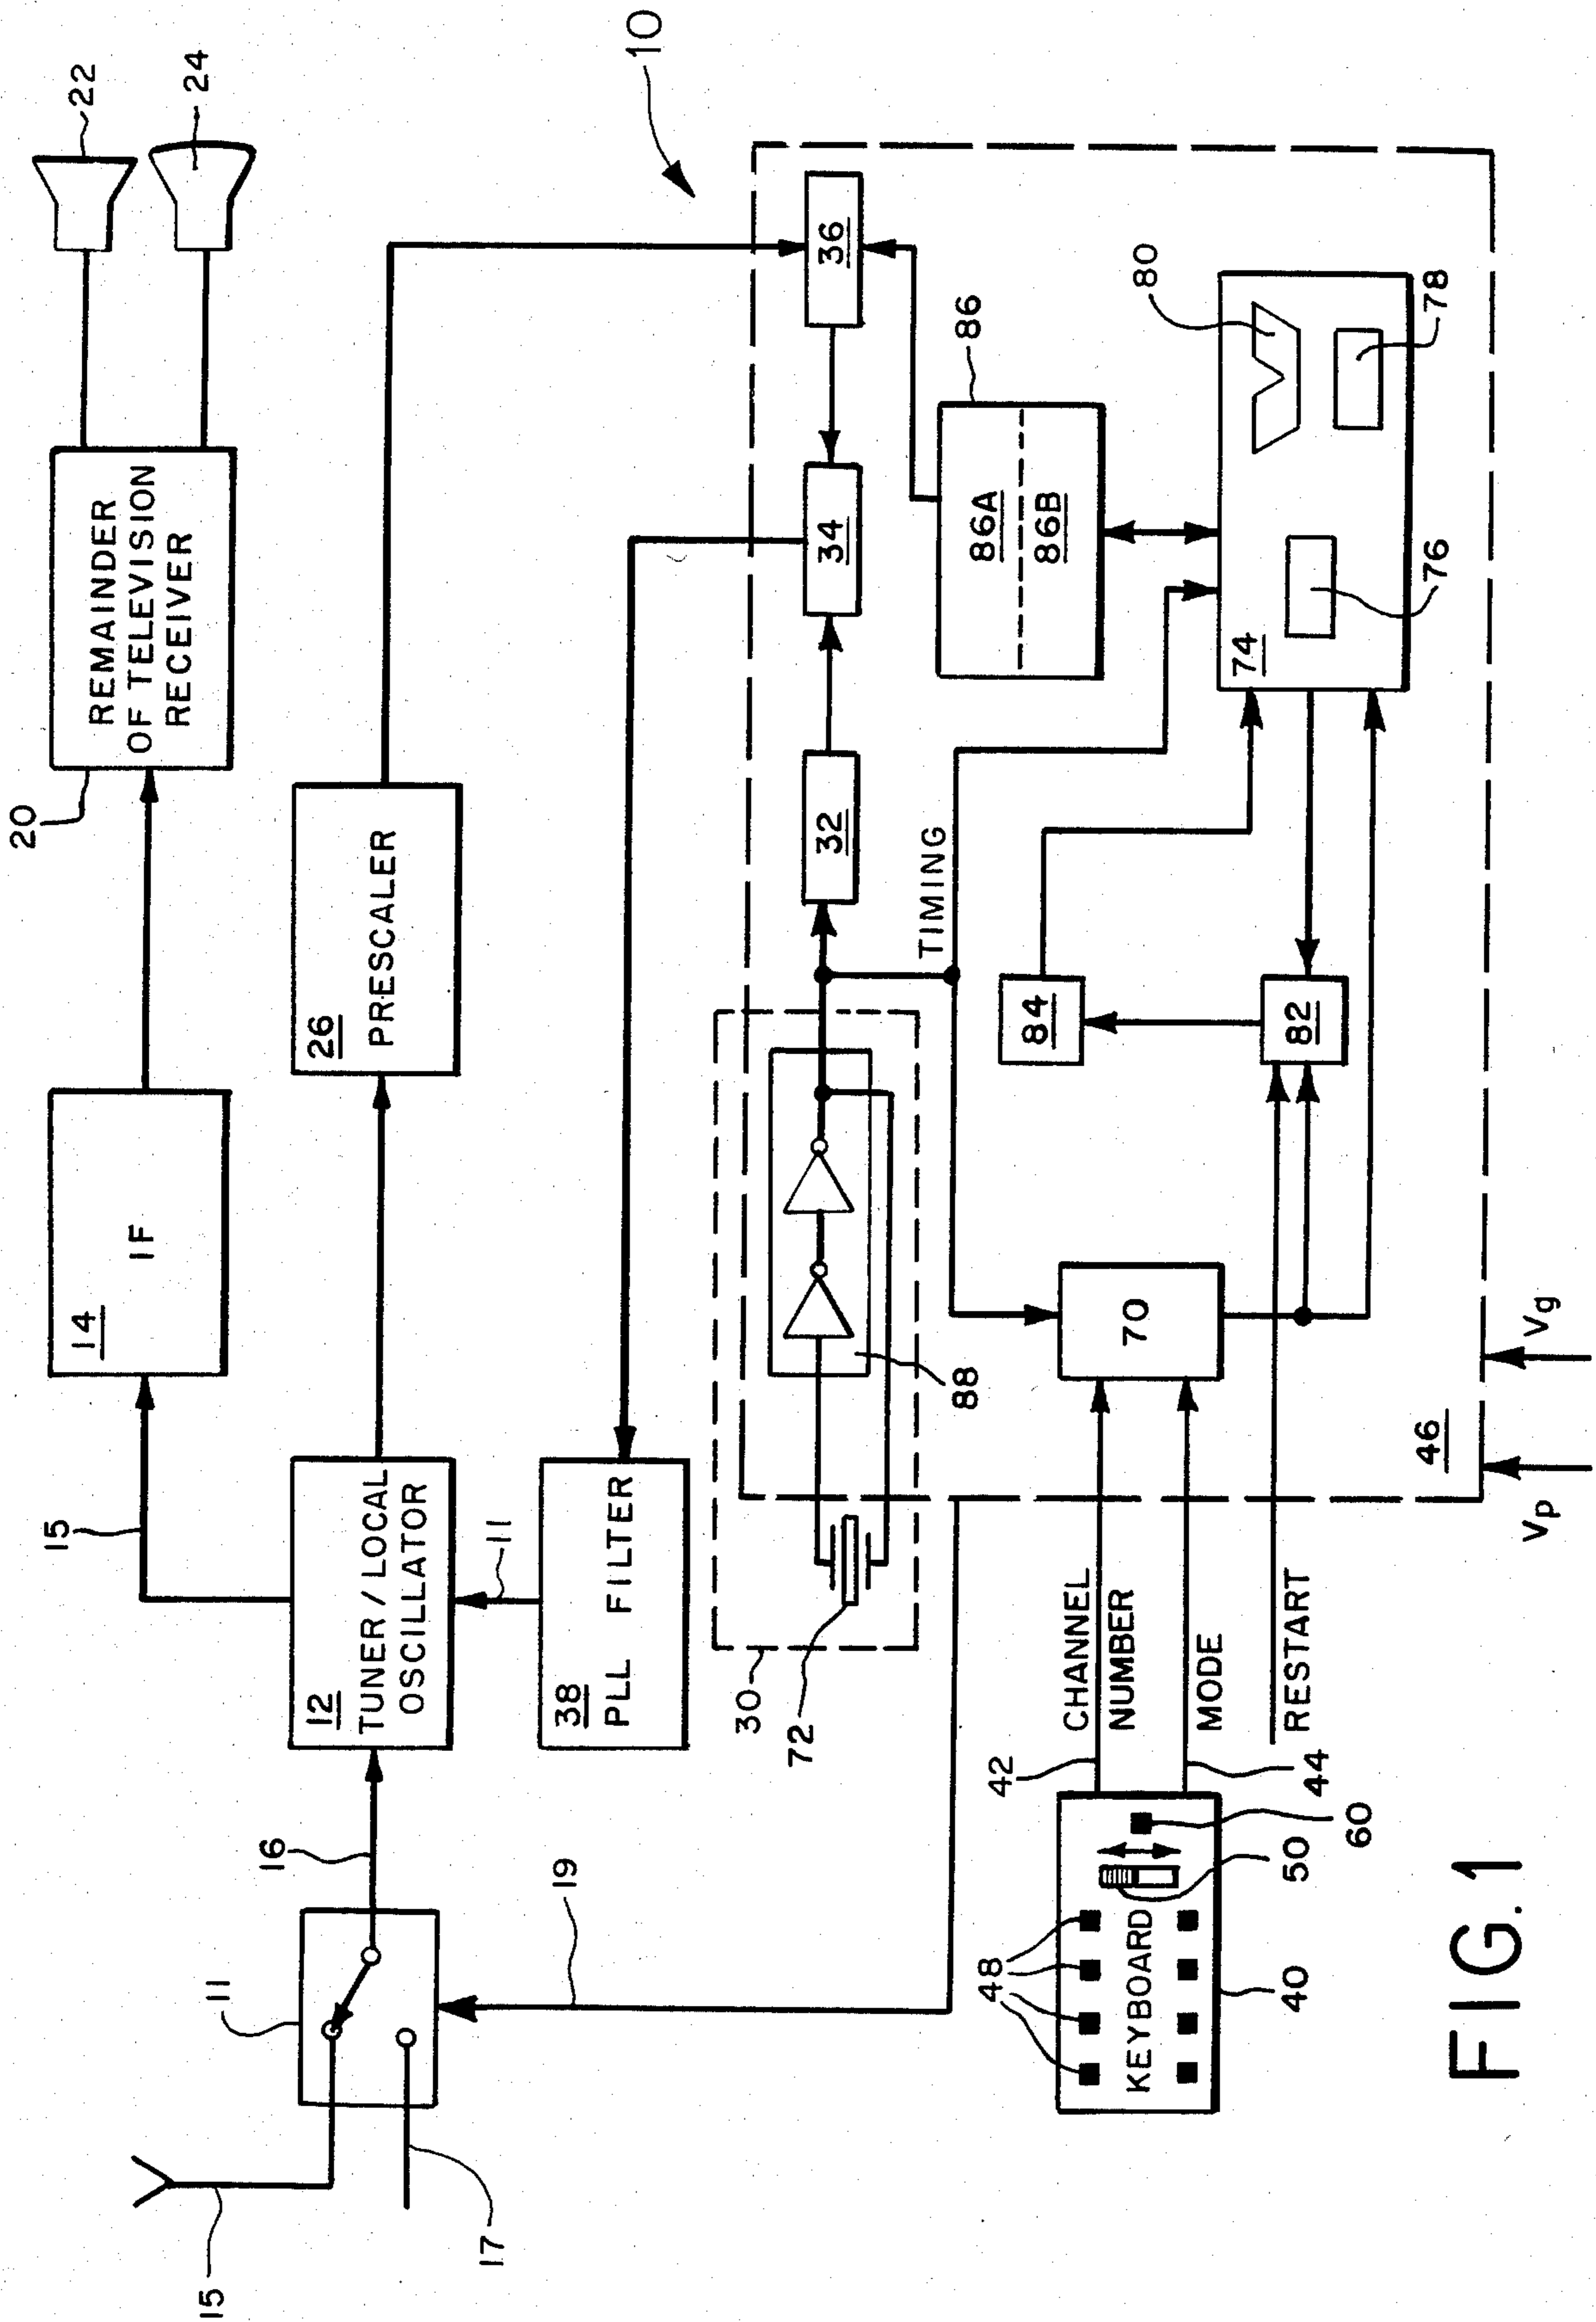 15
11
17
16
19
12
TUNER/LOCAL
OSCILLATOR
15
14
IF
20
REMAINDER
OF TELEVISION
RECEIVER
22
24
26
PRESCALER
11
38
PLL FILTER
10
30
72
88
32
34
36
TIMING
86
86A
86B
84
82
74
76
78
80
70
CHANNEL
NUMBER
42
MODE
44
RESTART
48
KEYBOARD
50
60
40
46
Vp
Vg
FIG. 1